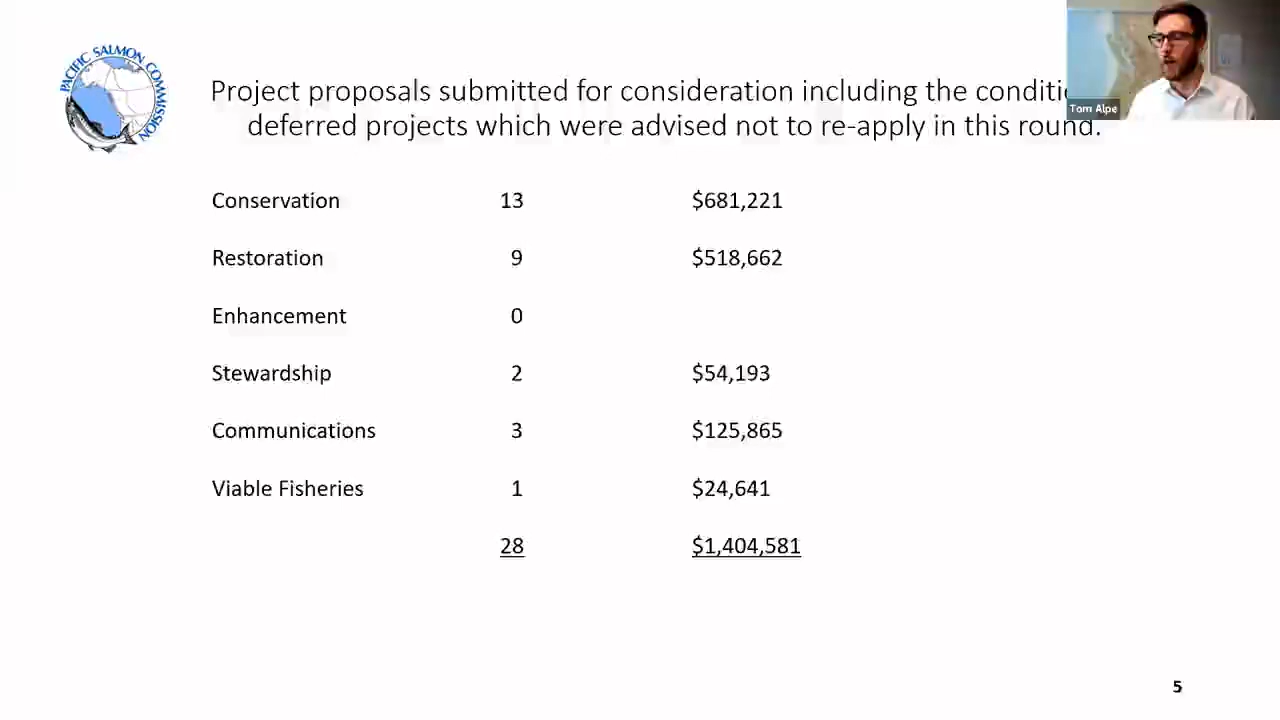 PACIFIC SALMON COMMISSION
Project proposals submitted for consideration including the
deferred projects which were advised not to re-apply in this round.
Tom Alpe
Conservation 13 $681,221
Restoration 9 $518,662
Enhancement 0
Stewardship 2 $54,193
Communications 3 $125,865
Viable Fisheries 1 $24,641
28 $1,404,581
5